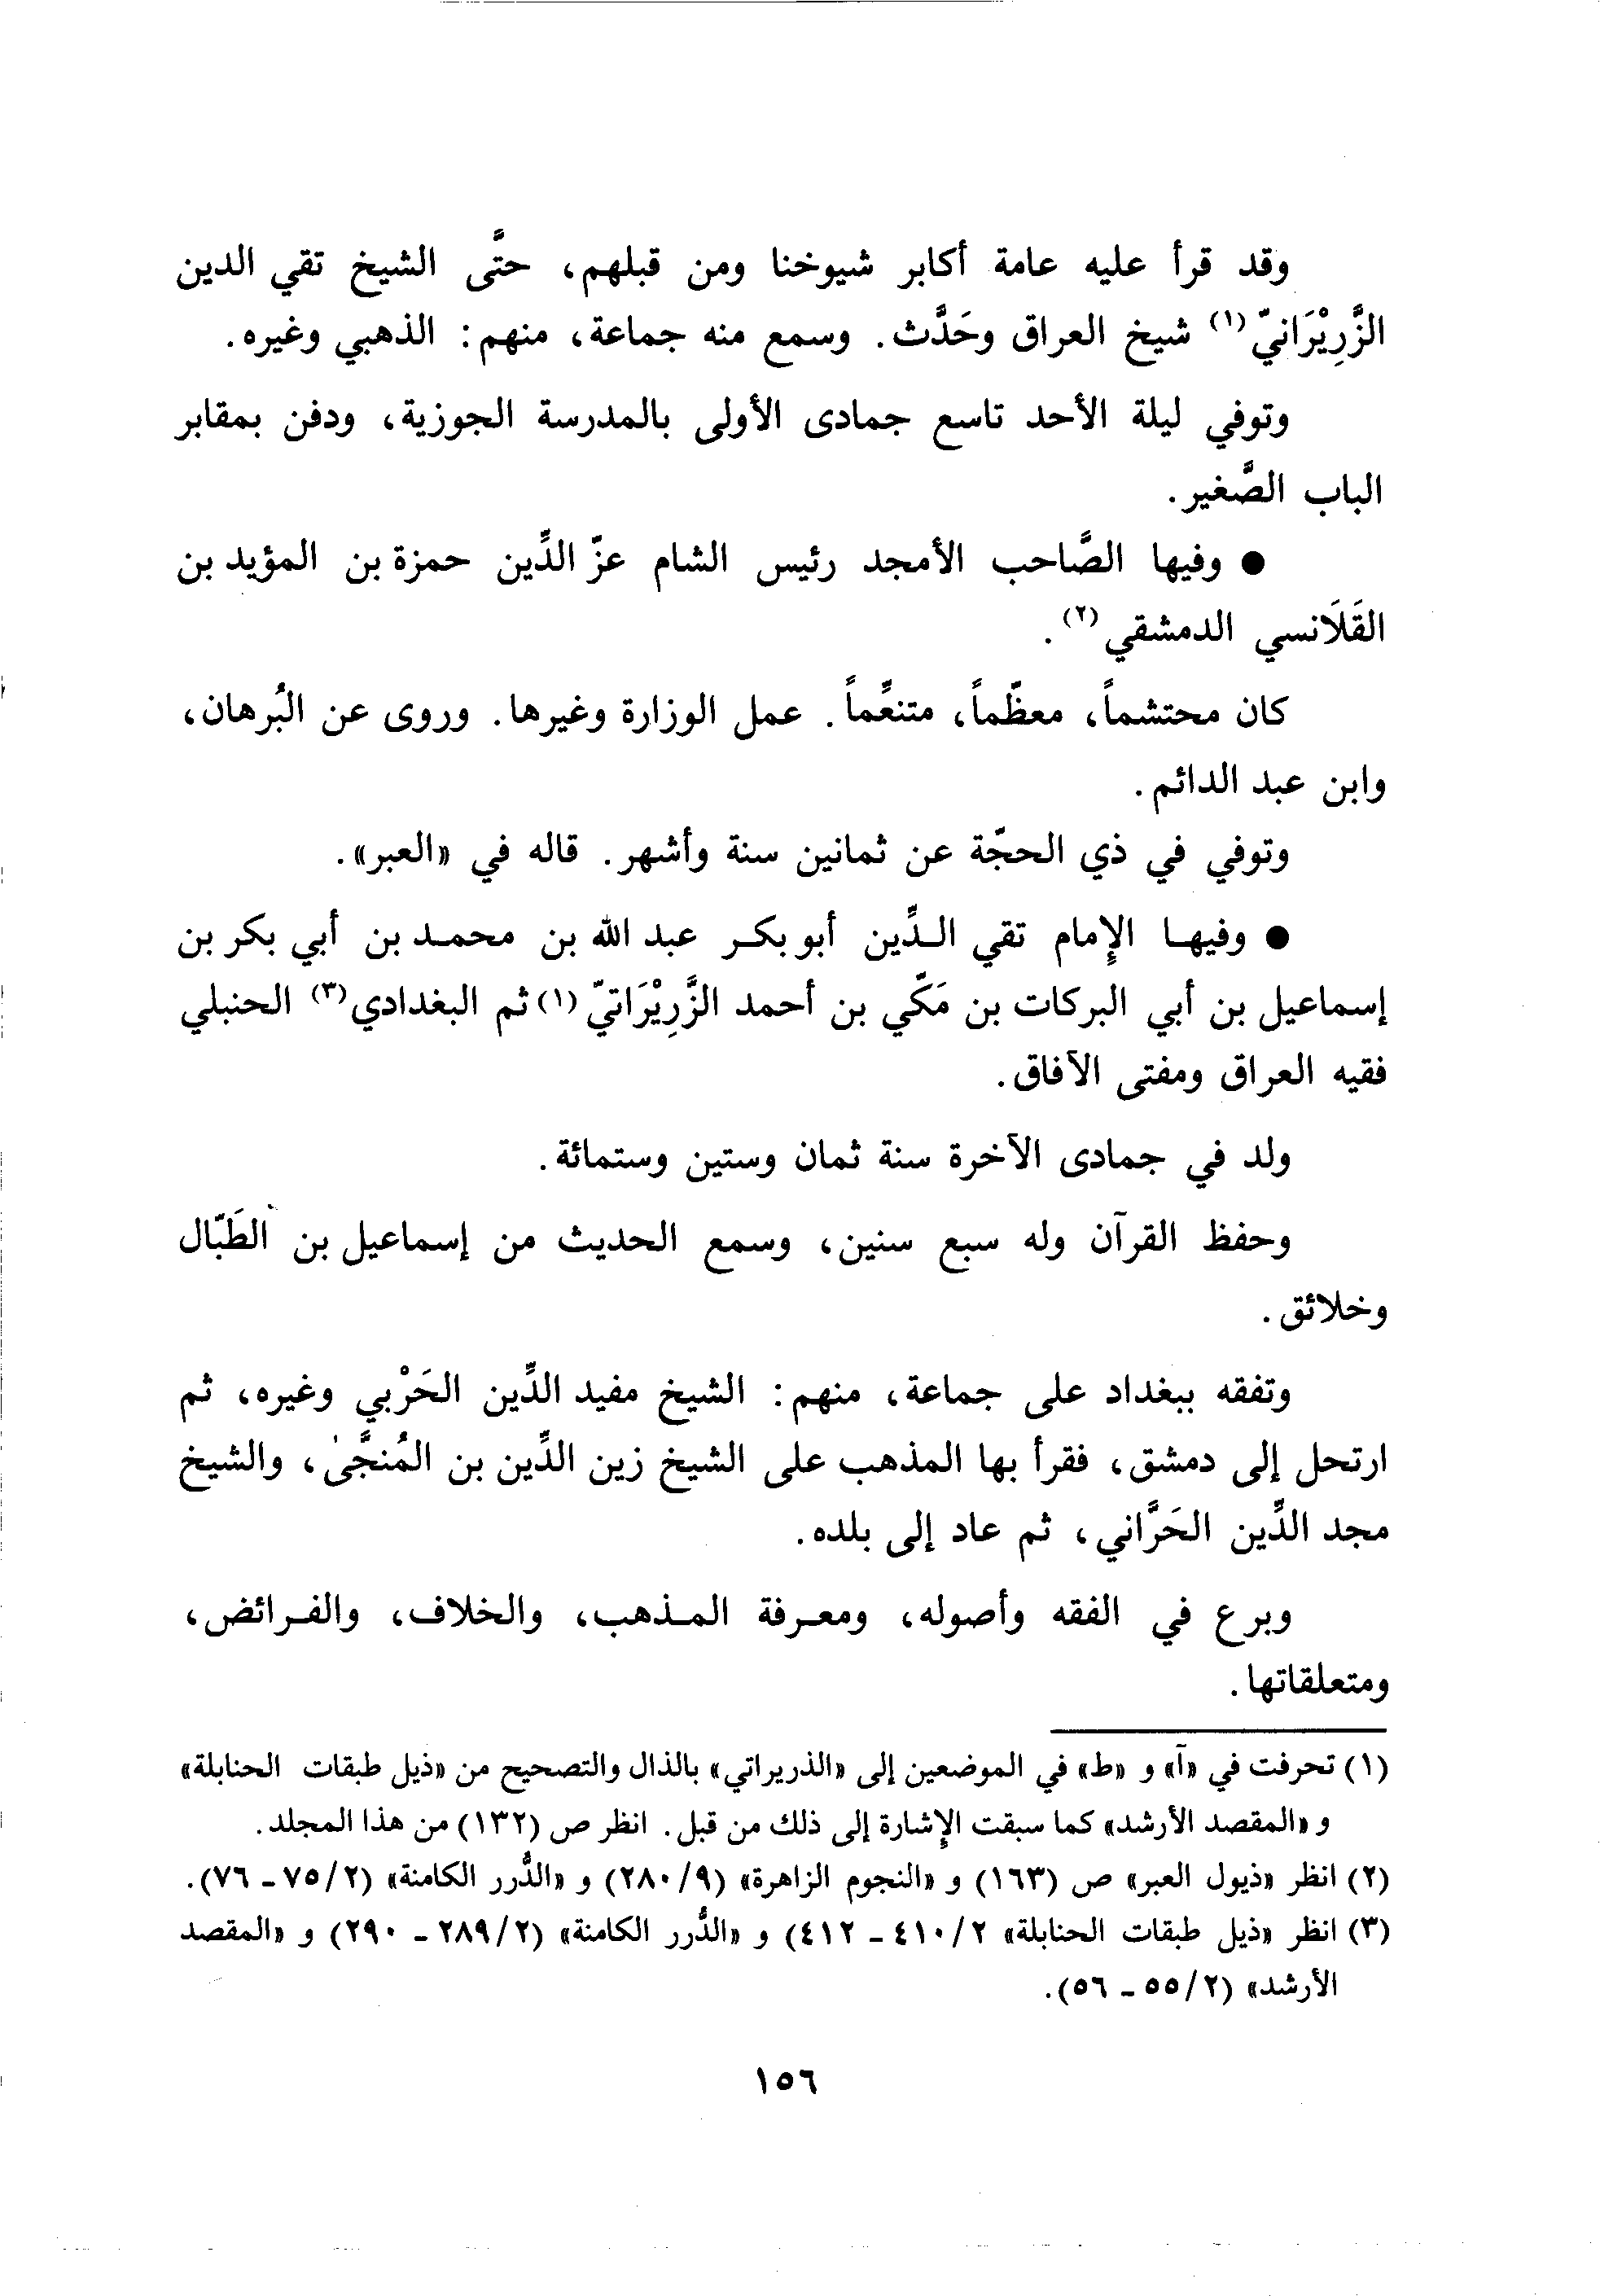 وقد قرأ عليه عامة أكابر شيوخنا ومن قبلهم، حتَّى الشيخ تقي الدين
الزَّرِيْرَانيّ (١) شيخ العراق وحَدَّث. وسمع منه جماعة، منهم: الذهبي وغيره.
وتوفي ليلة الأحد تاسع جمادى الأولى بالمدرسة الجوزية، ودفن بمقابر
الباب الصَّغير.
● وفيها الصَّاحب الأمجد رئيس الشام عزّ الدِّين حمزة بن المؤيد بن
القَلَانسي الدمشقي (٢).
كان محتشماً، معظّماً، متنعِّماً. عمل الوزارة وغيرها. وروى عن البُرهان،
وابن عبد الدائم.
وتوفي في ذي الحجّة عن ثمانين سنة وأشهر. قاله في «العبر».
● وفيها الإمام تقي الدِّين أبو بكر عبد الله بن محمد بن أبي بكر بن
إسماعيل بن أبي البركات بن مَكّي بن أحمد الزَّرِيْرَاتيّ (١) ثم البغدادي (٣) الحنبلي
فقيه العراق ومفتى الآفاق.
ولد في جمادى الآخرة سنة ثمان وستين وستمائة.
وحفظ القرآن وله سبع سنين، وسمع الحديث من إسماعيل بن الطَبّال
وخلائق.
وتفقه ببغداد على جماعة، منهم: الشيخ مفيد الدِّين الحَرْبي وغيره، ثم
ارتحل إلى دمشق، فقرأ بها المذهب على الشيخ زين الدِّين بن المُنجَّىٰ، والشيخ
مجد الدِّين الحَرَّاني، ثم عاد إلى بلده.
وبرع في الفقه وأصوله، ومعرفة المذهب، والخلاف، والفرائض،
ومتعلقاتها.
(١) تحرفت في «آ» و «ط» في الموضعين إلى «الذريراتي» بالذال والتصحيح من «ذيل طبقات الحنابلة»
و «المقصد الأرشد» كما سبقت الإشارة إلى ذلك من قبل. انظر ص (١٣٢) من هذا المجلد.
(٢) انظر «ذيول العبر» ص (١٦٣) و «النجوم الزاهرة» (٢٨٠/٩) و «الدُّرر الكامنة» (٧٥/٢ - ٧٦).
(٣) انظر «ذيل طبقات الحنابلة» ٤١٠/٢ - ٤١٢) و «الدُّرر الكامنة» (٢٨٩/٢ - ٢٩٠) و «المقصد
الأرشد» (٥٥/٢ - ٥٦).
١٥٦